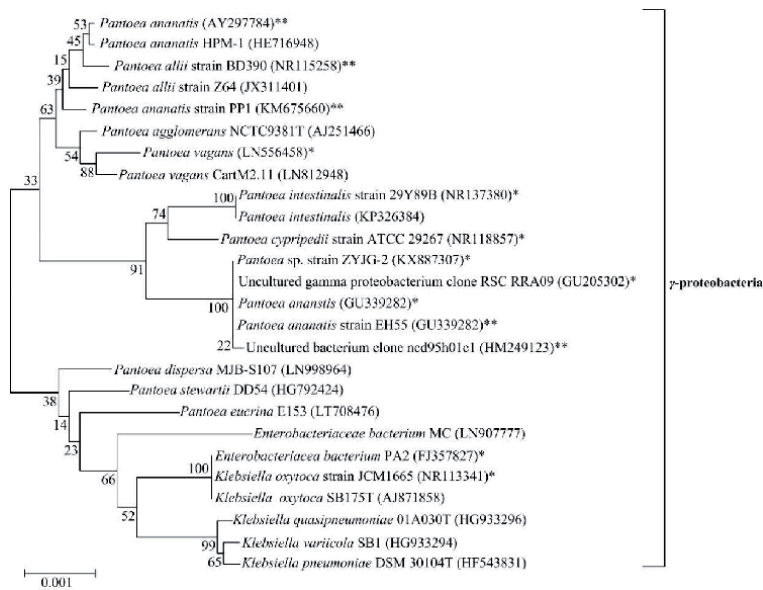 53 Pantoea ananatis (AY297784)**
45 Pantoea ananatis HPM-1 (HE716948)
15 Pantoea allii strain BD390 (NR115258)**
39 Pantoea allii strain Z64 (JX311401)
63 Pantoea ananatis strain PP1 (KM675660)**
Pantoea agglomerans NCTC9381T (AJ251466)
54 Pantoea vagans (LN556458)*
88 Pantoea vagans CartM2.11 (LN812948)
33
100 Pantoea intestinalis strain 29Y89B (NR137380)*
74 Pantoea intestinalis (KP326384)
Pantoea cypripedii strain ATCC 29267 (NR118857)*
91 Pantoea sp. strain ZYJG-2 (KX887307)*
Uncultured gamma proteobacterium clone RSC RRA09 (GU205302)*
γ-proteobacteria
100 Pantoea ananstis (GU339282)*
Pantoea ananatis strain EH55 (GU339282)**
22 Uncultured bacterium clone ncd95h01c1 (HM249123)**
Pantoea dispersa MJB-S107 (LN998964)
38 Pantoea stewartii DD54 (HG792424)
14 Pantoea eucrina E153 (LT708476)
23 Enterobacteriaceae bacterium MC (LN907777)
66 Enterobacteriacea bacterium PA2 (FJ357827)*
100 Klebsiella oxytoca strain JCM1665 (NR113341)*
Klebsiella oxytoca SB175T (AJ871858)
52 Klebsiella quasipneumoniae 01A030T (HG933296)
99 Klebsiella variicola SB1 (HG933294)
65 Klebsiella pneumoniae DSM 30104T (HF543831)
0.001